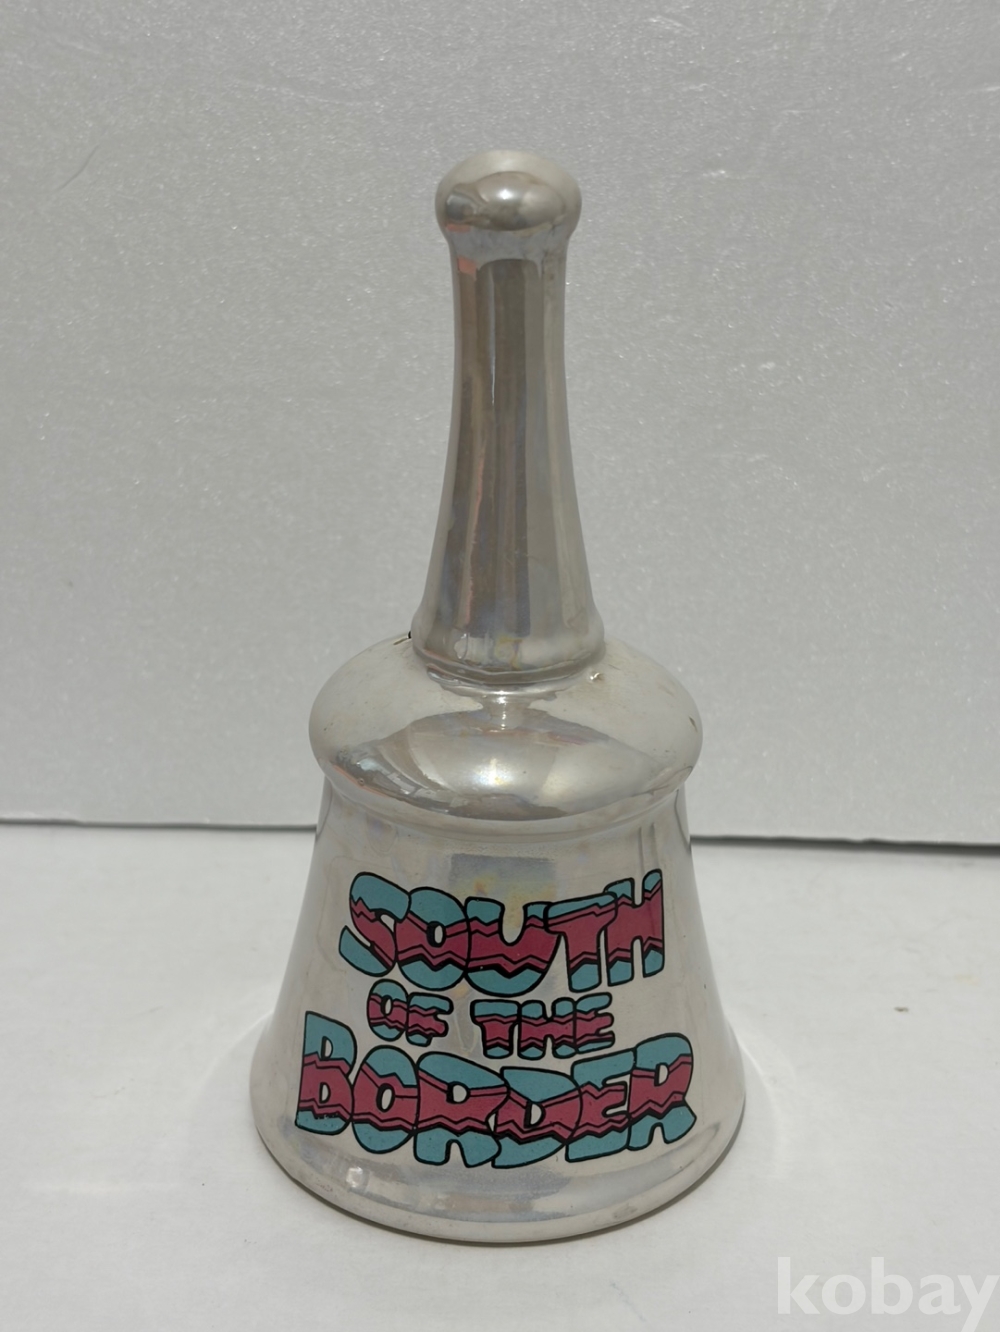 SOUTH
OF THE
BORDER
kobay